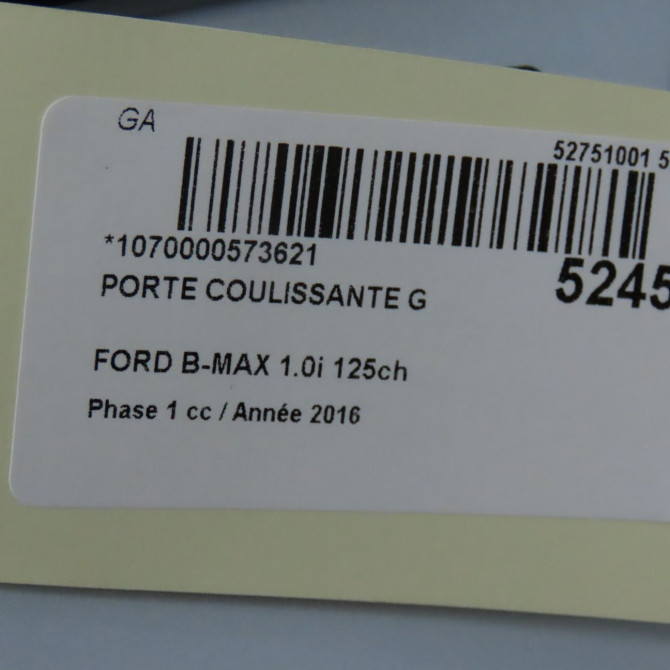 GA
52751001 5
*1070000573621
5245
PORTE COULISSANTE G
FORD B-MAX 1.0i 125ch
Phase 1 cc / Année 2016